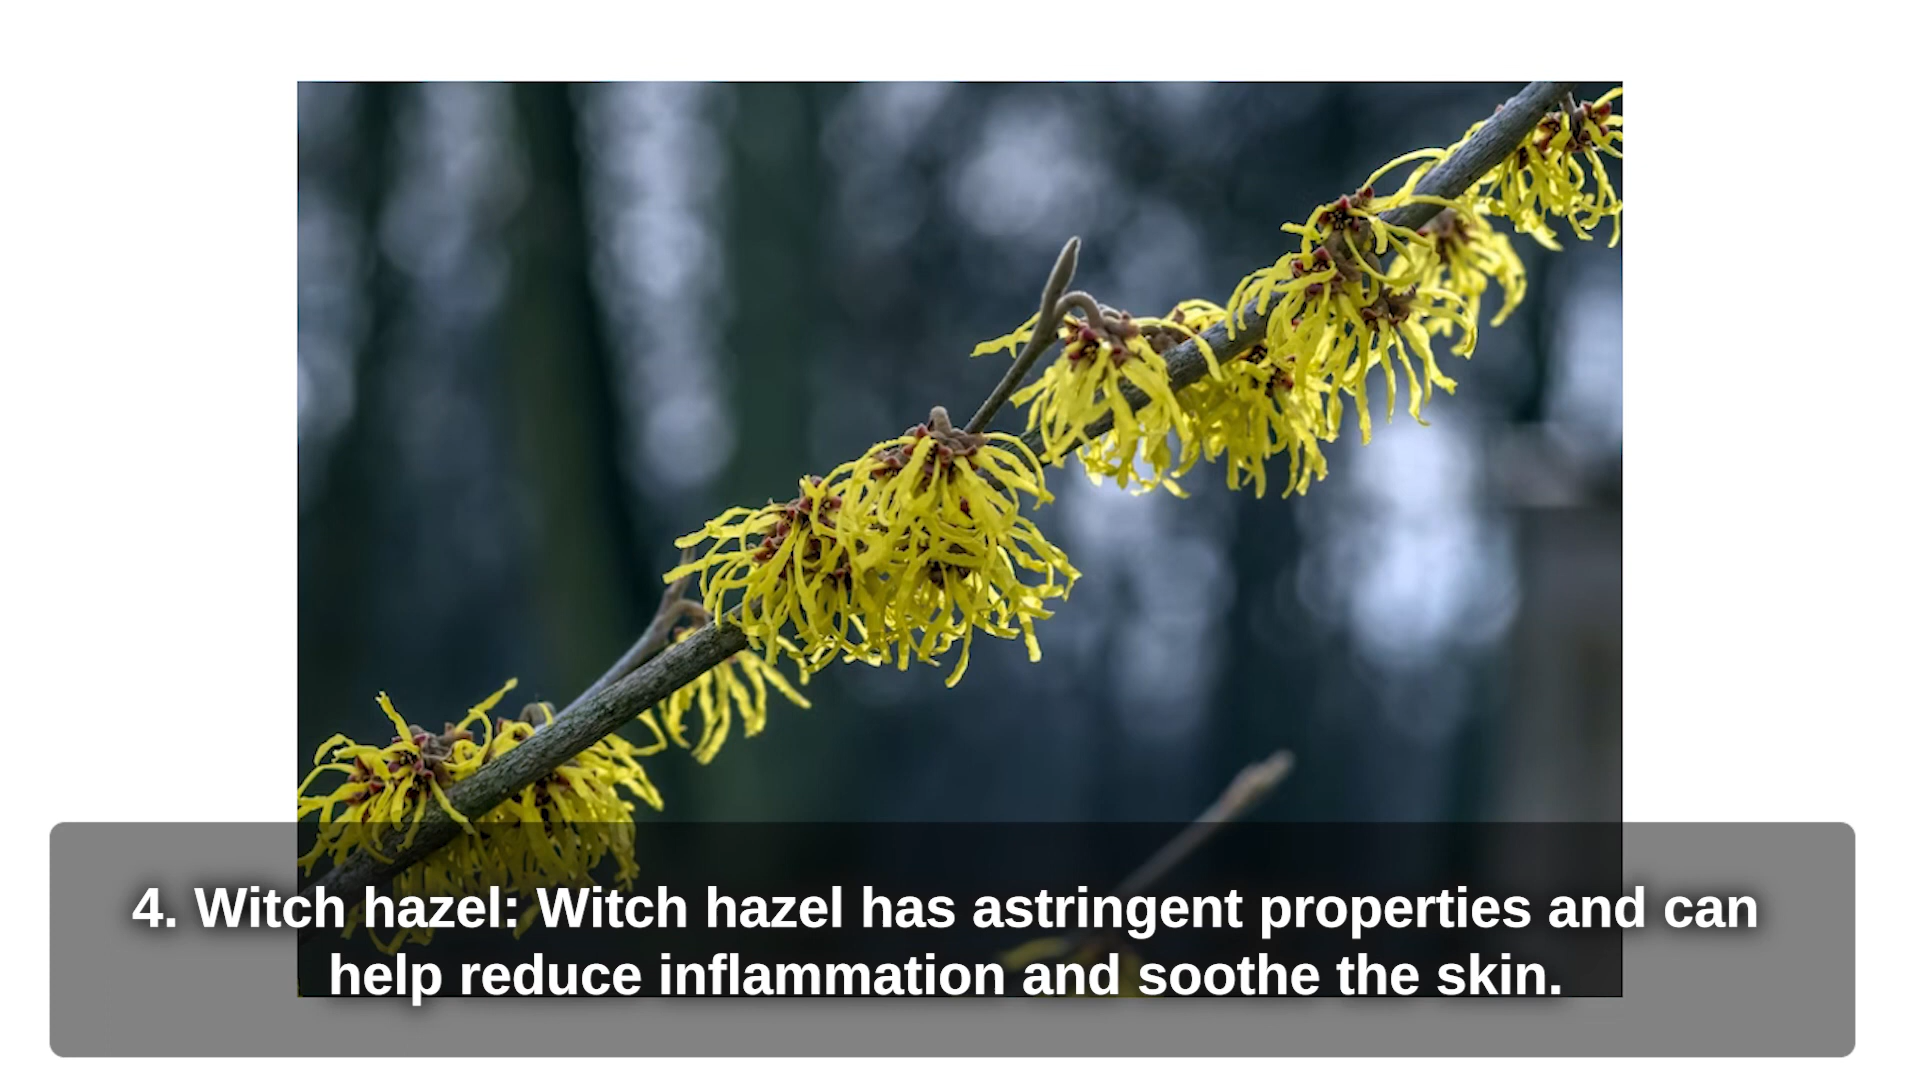 4. Witch hazel: Witch hazel has astringent properties and can
help reduce inflammation and soothe the skin.